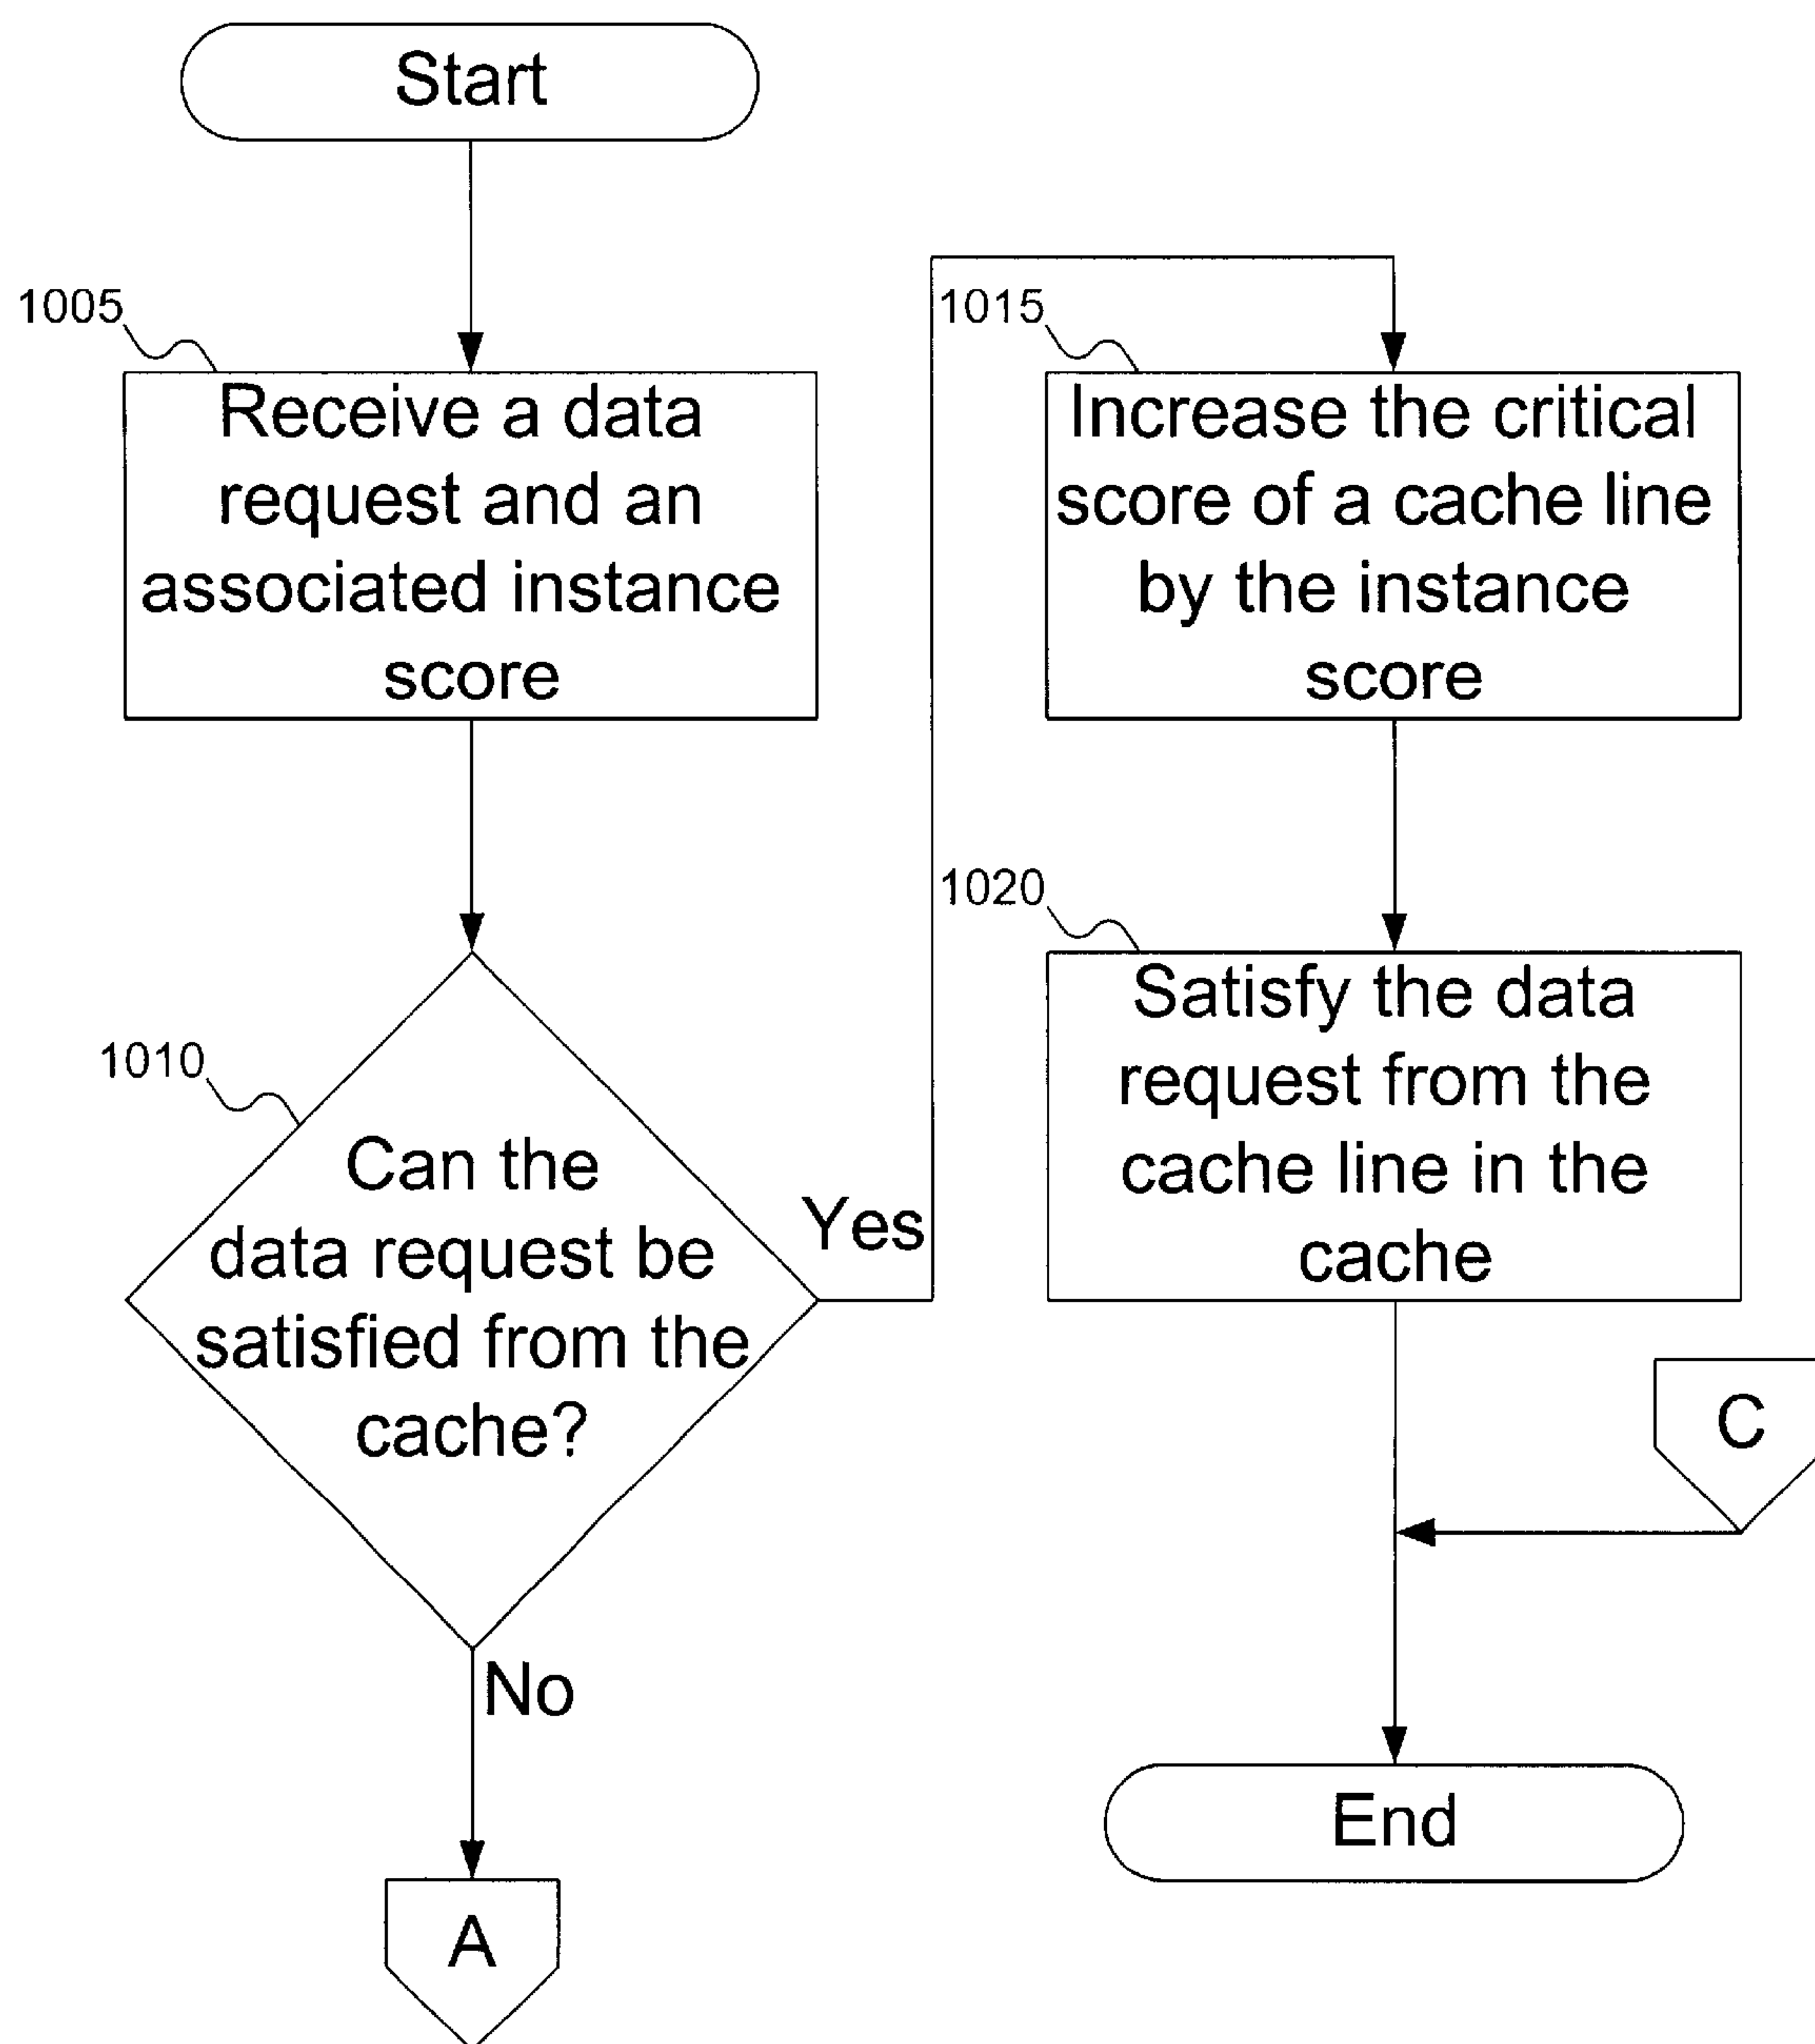 Start
1005
Receive a data
request and an
associated instance
score
1010
Can the
data request be
satisfied from the
cache?
Yes
No
A
1015
Increase the critical
score of a cache line
by the instance
score
1020
Satisfy the data
request from the
cache line in the
cache
C
End